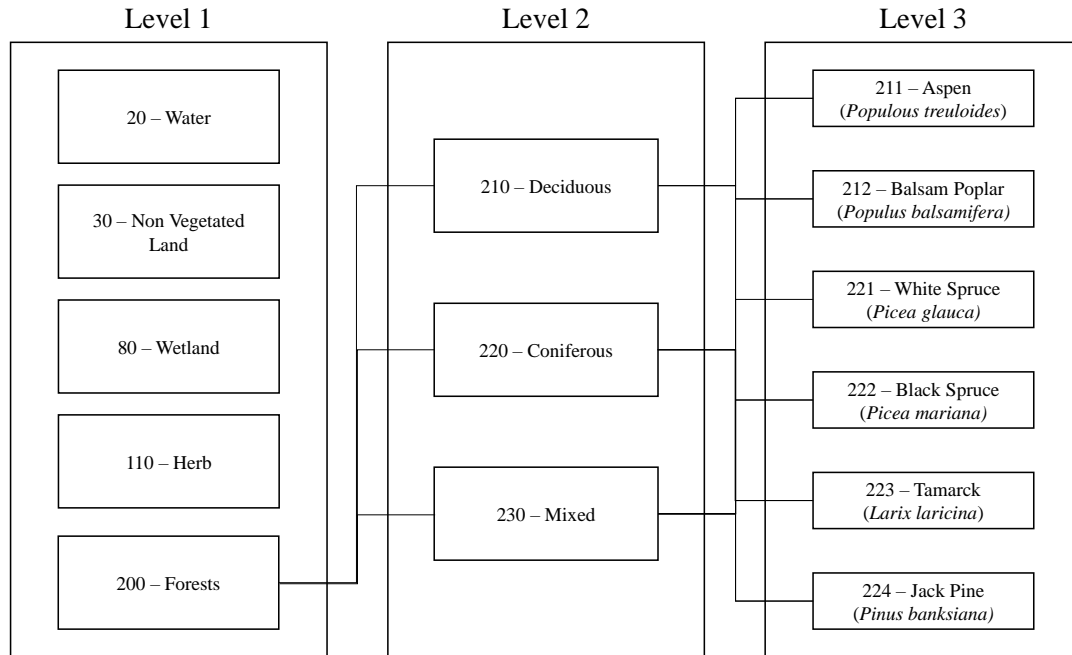 Level 1
20 – Water
30 – Non Vegetated
Land
80 – Wetland
110 – Herb
200 – Forests
Level 2
210 – Deciduous
220 – Coniferous
230 – Mixed
Level 3
211 – Aspen
(Populous treuloides)
212 – Balsam Poplar
(Populus balsamifera)
221 – White Spruce
(Picea glauca)
222 – Black Spruce
(Picea mariana)
223 – Tamarck
(Larix laricina)
224 – Jack Pine
(Pinus banksiana)